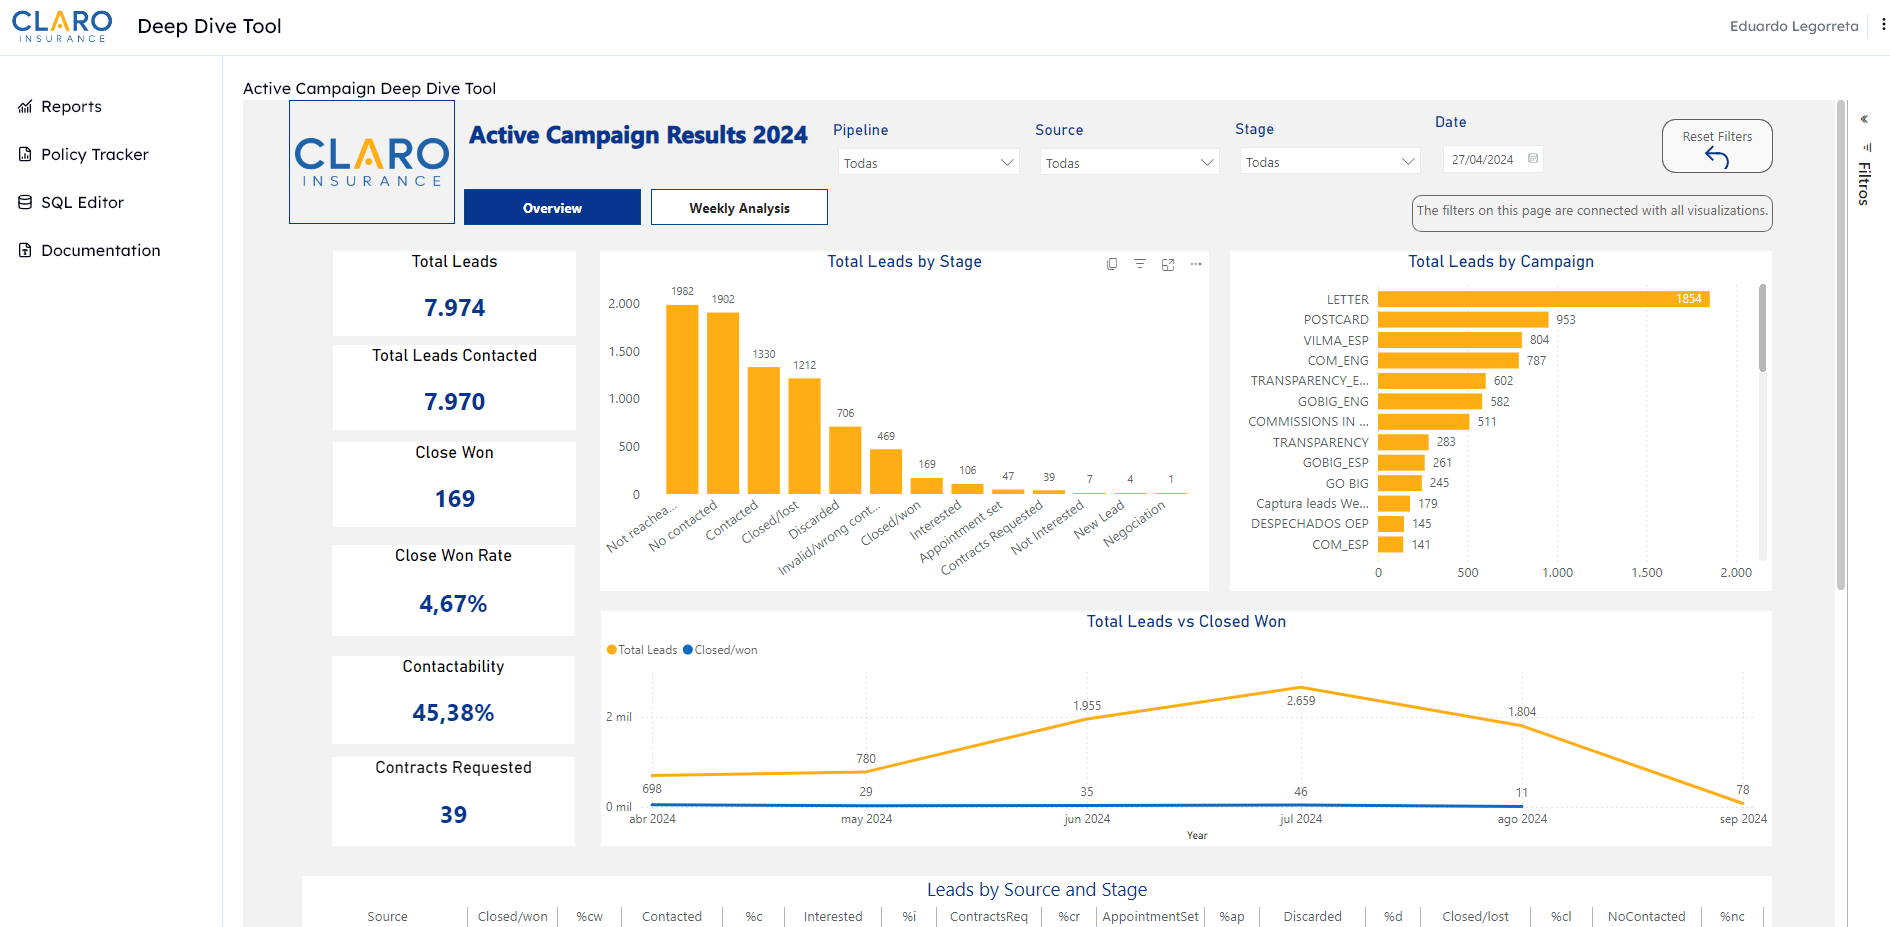 CLARO
INSURANCE
Deep Dive Tool
Eduardo Legorreta
Reports
Policy Tracker
SQL Editor
Documentation
Active Campaign Deep Dive Tool
CLARO
INSURANCE
Active Campaign Results 2024
Pipeline
Todas
Source
Todas
Stage
Todas
Date
27/04/2024
Reset Filters
Filtros
Overview
Weekly Analysis
The filters on this page are connected with all visualizations.
Total Leads
7.974
Total Leads Contacted
7.970
Close Won
169
Close Won Rate
4,67%
Contactability
45,38%
Contracts Requested
39
Total Leads by Stage
2.000
1.500
1.000
500
0
1982
1902
1330
1212
706
469
169
106
47
39
7
4
1
Not reachea...
No contacted
Contacted
Closed/lost
Discarded
Invalid/wrong cont...
Closed/won
Interested
Appointment set
Contracts Requested
Not Interested
New Lead
Negociation
Total Leads by Campaign
LETTER 1854
POSTCARD 953
VILMA_ESP 804
COM_ENG 787
TRANSPARENCY_E... 602
GOBIG_ENG 582
COMMISSIONS IN ... 511
TRANSPARENCY 283
GOBIG_ESP 261
GO BIG 245
Captura leads We... 179
DESPECHADOS OEP 145
COM_ESP 141
0 500 1.000 1.500 2.000
Total Leads vs Closed Won
Total Leads Closed/won
2 mil
0 mil
698
780
1.955
2.659
1.804
78
29
35
46
11
abr 2024 may 2024 jun 2024 jul 2024 ago 2024 sep 2024
Year
Leads by Source and Stage
Source Closed/won %cw Contacted %c Interested %i ContractsReq %cr AppointmentSet %ap Discarded %d Closed/lost %cl NoContacted %nc